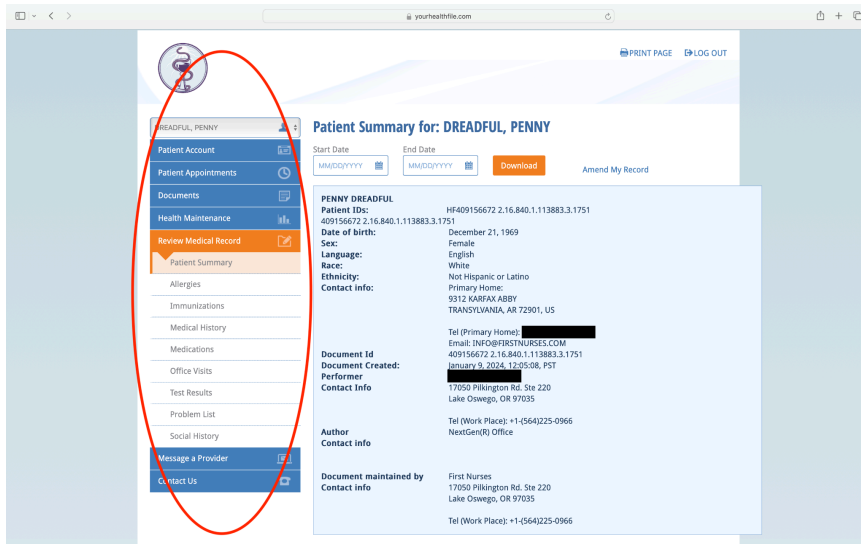 yourhealthfile.com
PRINT PAGE LOG OUT
DREADFUL, PENNY
Patient Account
Patient Appointments
Documents
Health Maintenance
Review Medical Record
Patient Summary
Allergies
Immunizations
Medical History
Medications
Office Visits
Test Results
Problem List
Social History
Message a Provider
Contact Us
Patient Summary for: DREADFUL, PENNY
Start Date End Date
MM/DD/YYYY MM/DD/YYYY Download Amend My Record
PENNY DREADFUL
Patient IDs: HF409156672 2.16.840.1.113883.3.1751
409156672 2.16.840.1.113883.3.1751
Date of birth: December 21, 1969
Sex: Female
Language: English
Race: White
Ethnicity: Not Hispanic or Latino
Contact info: Primary Home:
9312 KARFAX ABBY
TRANSYLVANIA, AR 72901, US
Tel (Primary Home):
Email: INFO@FIRSTNURSES.COM
Document Id 409156672 2.16.840.1.113883.3.1751
Document Created: January 9, 2024, 12:05:08, PST
Performer
Contact Info 17050 Pilkington Rd. Ste 220
Lake Oswego, OR 97035
Tel (Work Place): +1-(564)225-0966
Author NextGen(R) Office
Contact info
Document maintained by First Nurses
Contact info 17050 Pilkington Rd. Ste 220
Lake Oswego, OR 97035
Tel (Work Place): +1-(564)225-0966